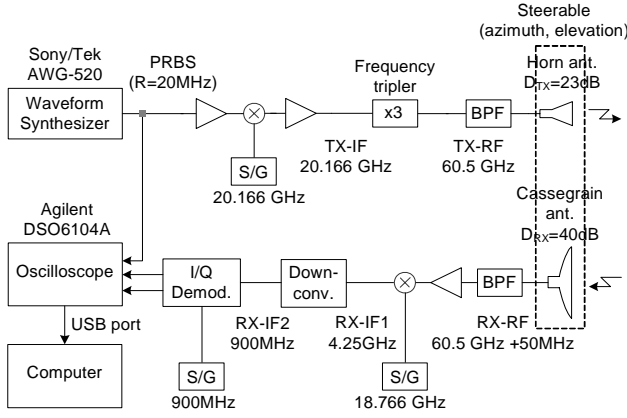 Steerable
(azimuth, elevation)
Sony/Tek
AWG-520
PRBS
(R=20MHz)
Frequency
tripler
Horn ant.
DTX=23dB
Waveform
Synthesizer
x3
BPF
TX-IF
20.166 GHz
TX-RF
60.5 GHz
S/G
20.166 GHz
Cassegrain
ant.
DRX=40dB
Agilent
DSO6104A
Oscilloscope
I/Q
Demod.
Down-
conv.
BPF
USB port
RX-IF2
900MHz
RX-IF1
4.25GHz
RX-RF
60.5 GHz +50MHz
Computer
S/G
900MHz
S/G
18.766 GHz